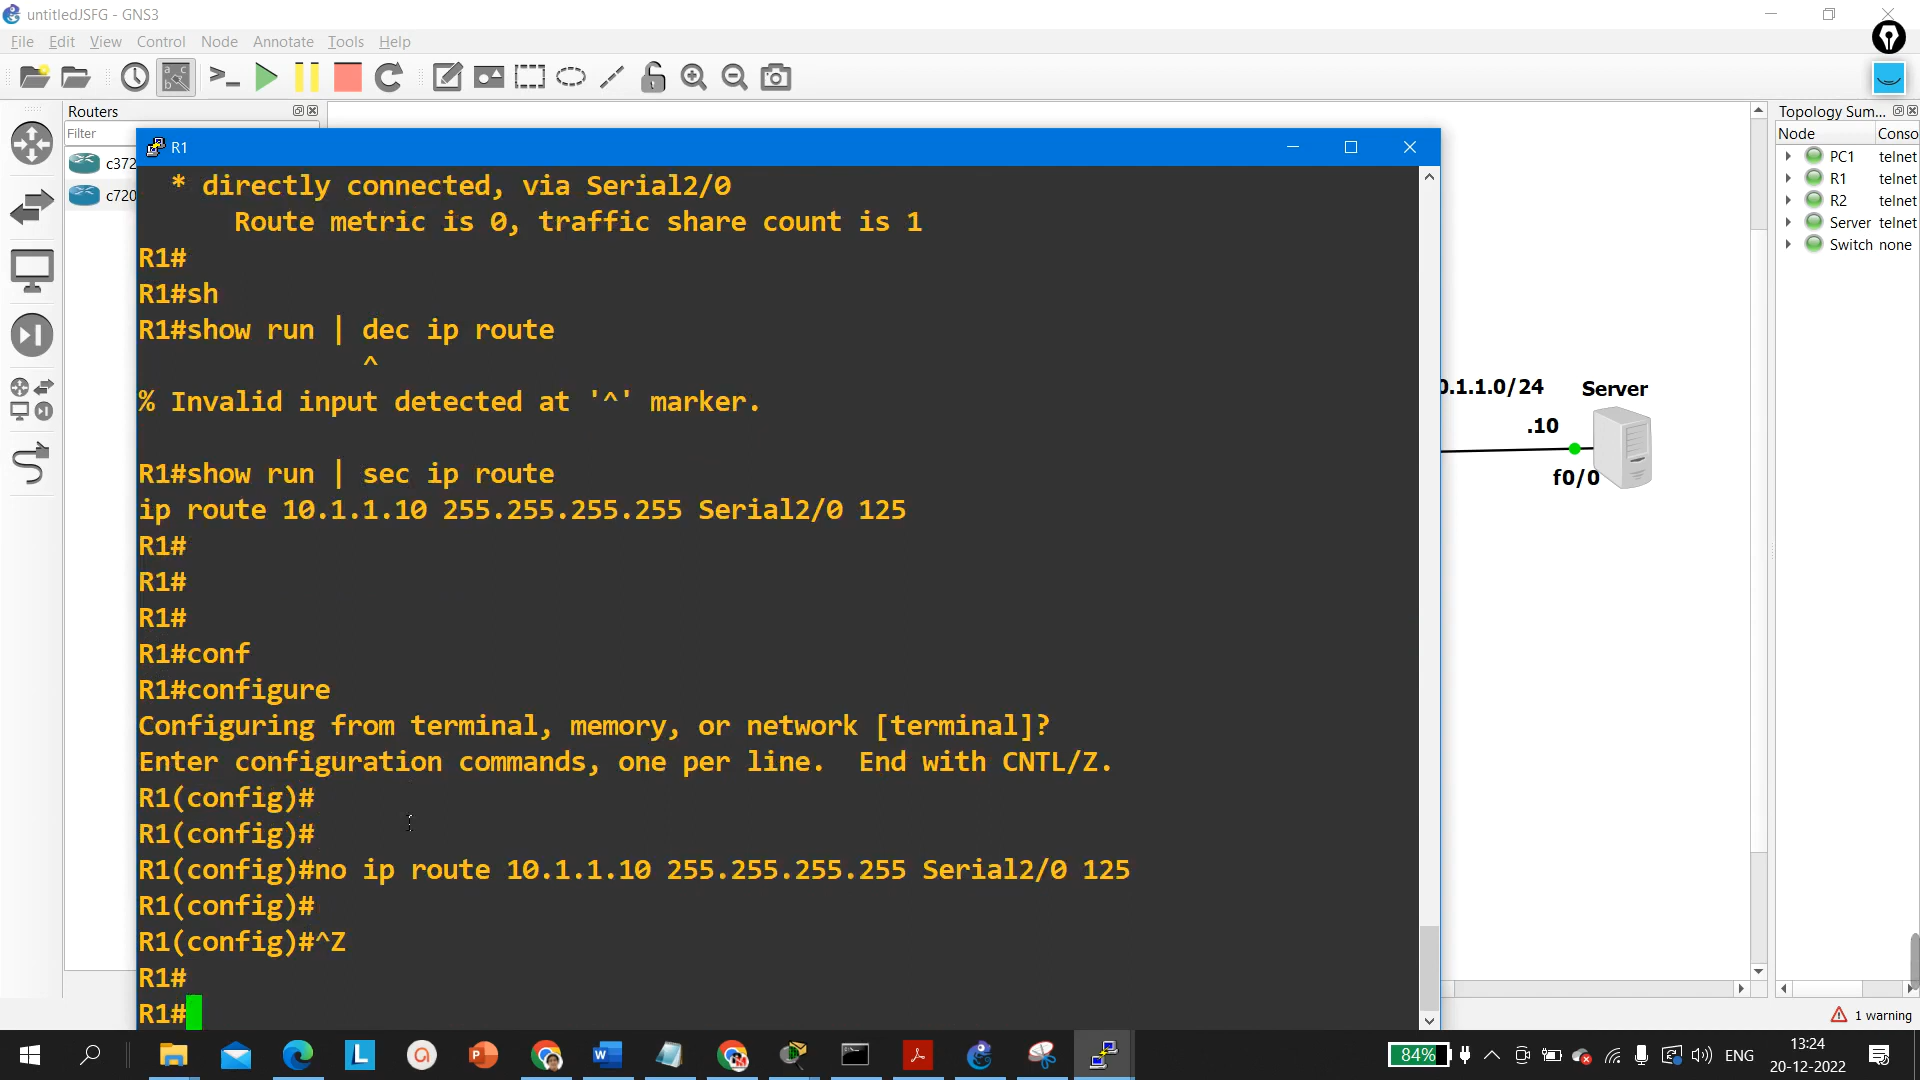 untitledJSFG - GNS3
File Edit View Control Node Annotate Tools Help
Routers
Filter
c372
c720
R1
* directly connected, via Serial2/0
Route metric is 0, traffic share count is 1
R1#
R1#sh
R1#show run | dec ip route
^
% Invalid input detected at '^' marker.
R1#show run | sec ip route
ip route 10.1.1.10 255.255.255.255 Serial2/0 125
R1#
R1#
R1#
R1#conf
R1#configure
Configuring from terminal, memory, or network [terminal]?
Enter configuration commands, one per line.  End with CNTL/Z.
R1(config)#
R1(config)#
R1(config)#no ip route 10.1.1.10 255.255.255.255 Serial2/0 125
R1(config)#
R1(config)#^Z
R1#
R1#
0.1.1.0/24
Server
.10
f0/0
Topology Sum...
Node Conso
PC1 telnet
R1 telnet
R2 telnet
Server telnet
Switch none
1 warning
84%
ENG
13:24
20-12-2022